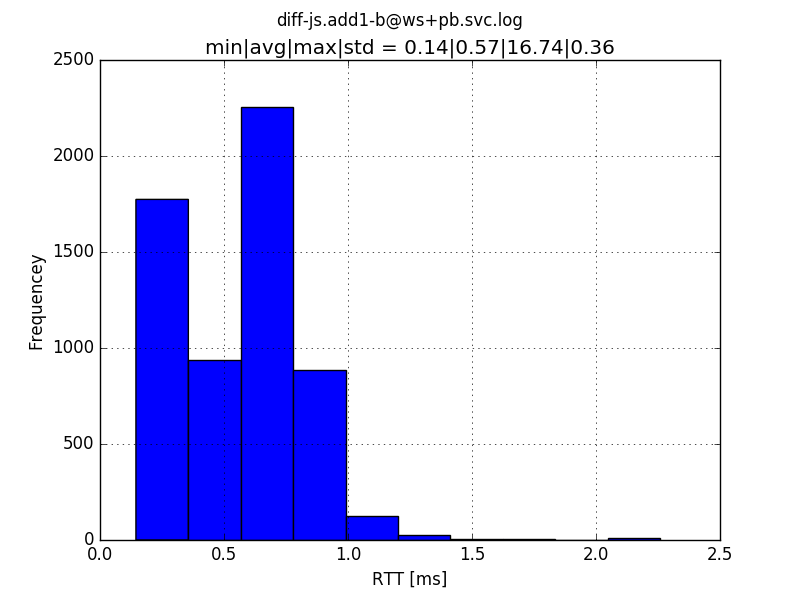 diff-js.add1-b@ws+pb.svc.log
min|avg|max|std = 0.14|0.57|16.74|0.36
2500
2000
1500
1000
500
0
Frequencey
0.0 0.5 1.0 1.5 2.0 2.5
RTT [ms]